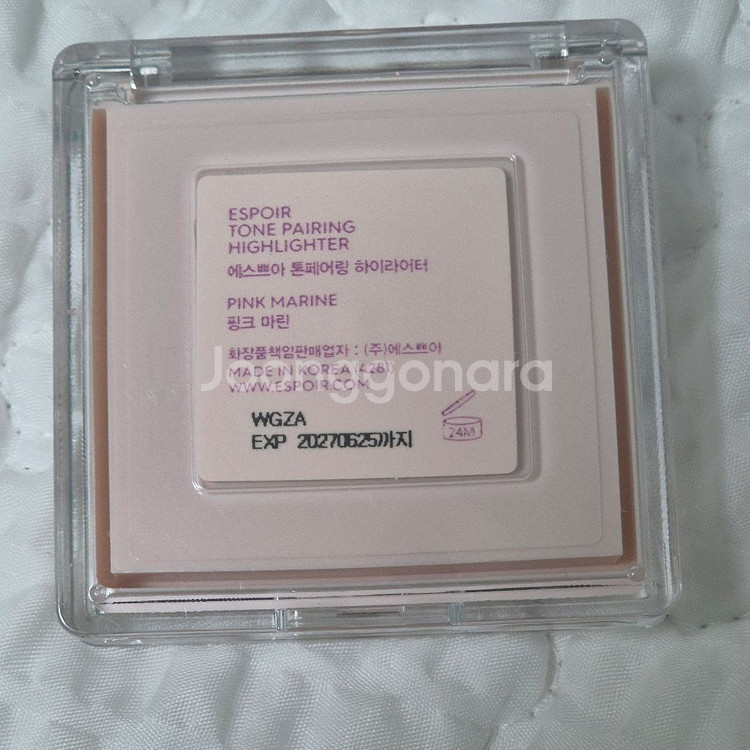 ESPOIR
TONE PAIRING
HIGHLIGHTER
에스쁘아 톤페어링 하이라이터
PINK MARINE
핑크 마린
화장품책임판매업자 : (주)에스쁘아
Joonggonara
MADE IN KOREA (4281)
WWW.ESPOIR.COM
WGZA
EXP 20270625까지
24M